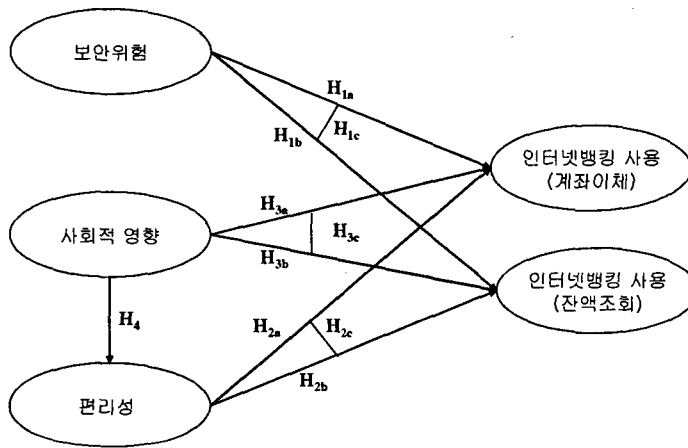 보안위험
H1a
H1b
H1c
인터넷뱅킹 사용
(계좌이체)
H3a
사회적 영향
H3c
H3b
인터넷뱅킹 사용
(잔액조회)
H4
H2a
H2c
H2b
편리성